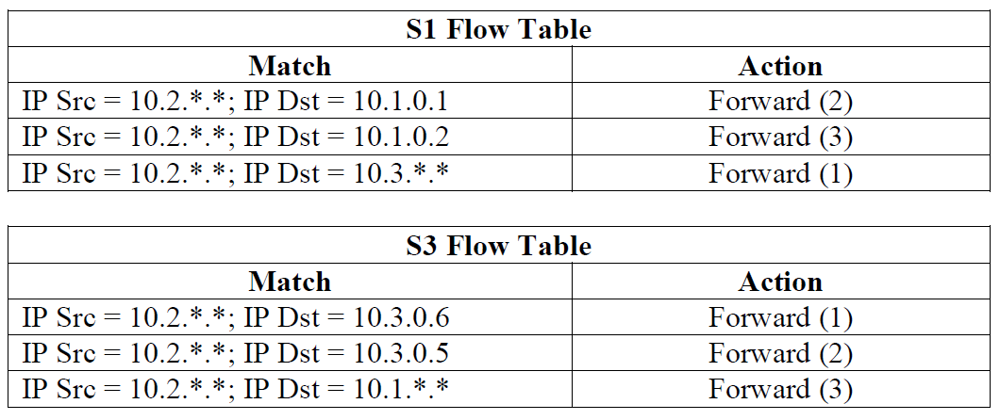 S1 Flow Table
Match Action
IP Src = 10.2.*.*; IP Dst = 10.1.0.1 Forward (2)
IP Src = 10.2.*.*; IP Dst = 10.1.0.2 Forward (3)
IP Src = 10.2.*.*; IP Dst = 10.3.*.* Forward (1)
S3 Flow Table
Match Action
IP Src = 10.2.*.*; IP Dst = 10.3.0.6 Forward (1)
IP Src = 10.2.*.*; IP Dst = 10.3.0.5 Forward (2)
IP Src = 10.2.*.*; IP Dst = 10.1.*.* Forward (3)